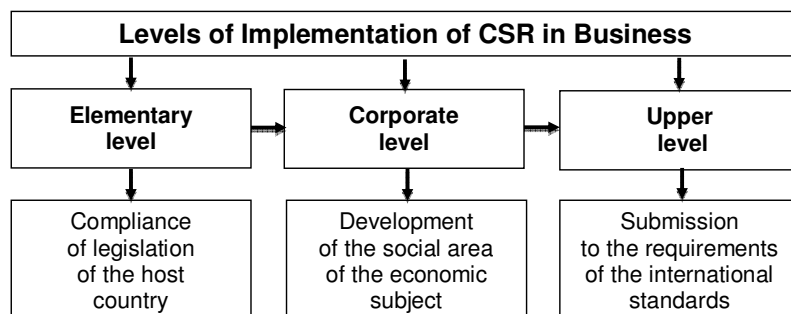 Levels of Implementation of CSR in Business
Elementary
level
Corporate
level
Upper
level
Compliance
of legislation
of the host
country
Development
of the social area
of the economic
subject
Submission
to the requirements
of the international
standards